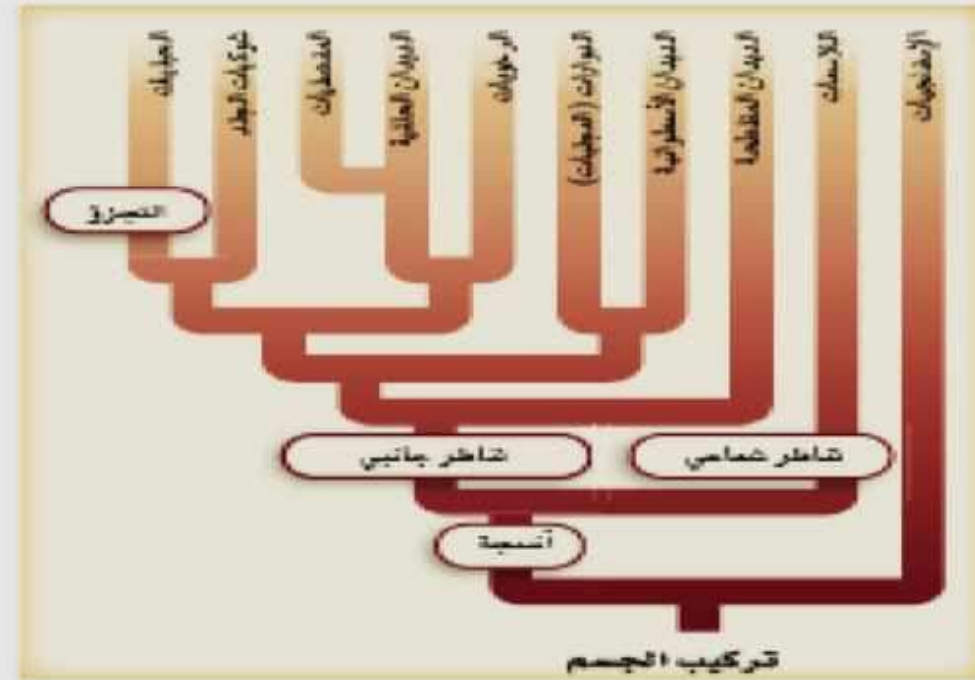 الإسفنجيات
اللاسعات
الديدان المفلطحة
الديدان الأسطوانية
الدوارات (العجليات)
الرخويات
الديدان الحلقية
المفصليات
شوكيات الجلد
الحبليات
التجزؤ
تناظر شعاعي
تناظر جانبي
أنسجة
تركيب الجسم